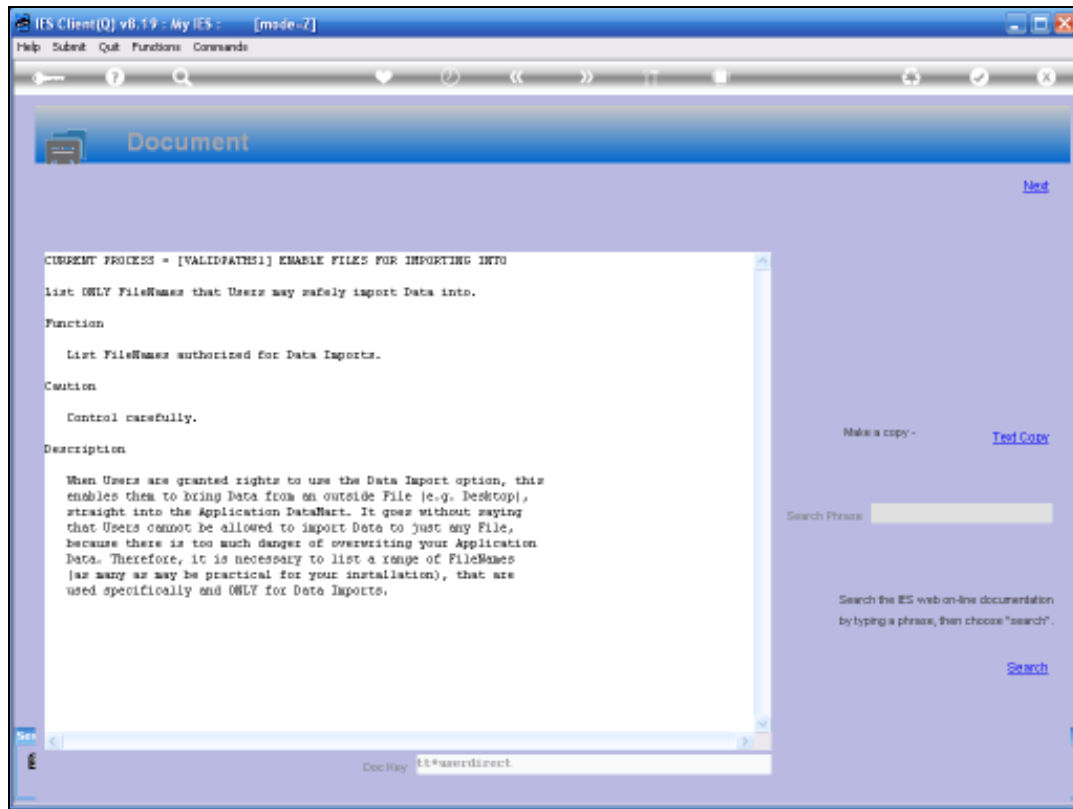 IES Client(Q) v8.19 : My IES : [mode=Z]
Help Submit Quit Functions Commands
Document
Next
CURRENT PROCESS = [VALIDPATHS1] ENABLE FILES FOR IMPORTING INTO
List ONLY FileNames that Users may safely import Data into.
Function
List FileNames authorized for Data Imports.
Caution
Control carefully.
Description
When Users are granted rights to use the Data Import option, this
enables them to bring Data from an outside File (e.g. Desktop),
straight into the Application DataMart. It goes without saying
that Users cannot be allowed to import Data to just any File,
because there is too much danger of overwriting your Application
Data. Therefore, it is necessary to list a range of FileNames
(as many as may be practical for your installation), that are
used specifically and ONLY for Data Imports.
Make a copy -
Text Copy
Search Phrase
Search the IES web on-line documentation
by typing a phrase, then choose "search".
Search
Ses
Doc Key tt*userdirect